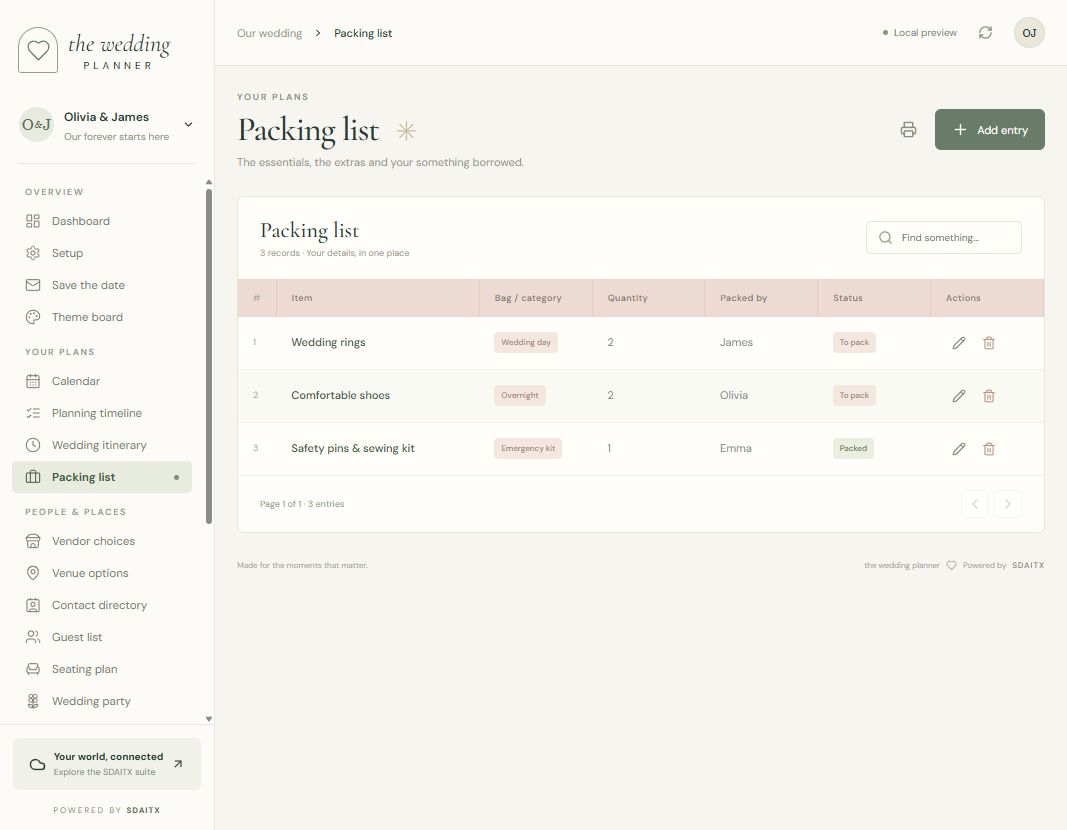 the wedding
PLANNER
O&J
Olivia & James
Our forever starts here
OVERVIEW
Dashboard
Setup
Save the date
Theme board
YOUR PLANS
Calendar
Planning timeline
Wedding itinerary
Packing list
PEOPLE & PLACES
Vendor choices
Venue options
Contact directory
Guest list
Seating plan
Wedding party
Your world, connected
Explore the SDAITX suite
POWERED BY SDAITX
Our wedding > Packing list
Local preview
OJ
YOUR PLANS
Packing list
The essentials, the extras and your something borrowed.
Add entry
Packing list
3 records · Your details, in one place
Find something...
# Item Bag / category Quantity Packed by Status Actions
1 Wedding rings Wedding day 2 James To pack
2 Comfortable shoes Overnight 2 Olivia To pack
3 Safety pins & sewing kit Emergency kit 1 Emma Packed
Page 1 of 1 · 3 entries
Made for the moments that matter.
the wedding planner Powered by SDAITX